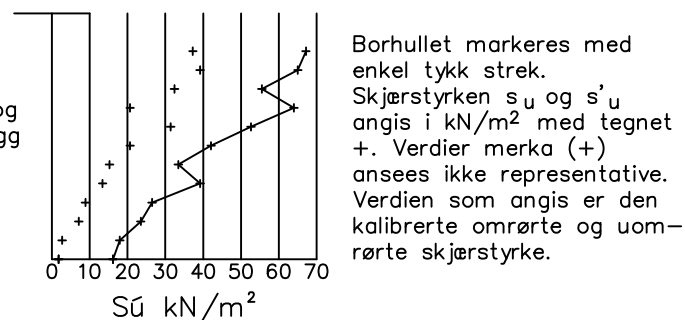 og
gg
0 10 20 30 40 50 60 70
Sú kN/m²
Borhullet markeres med
enkel tykk strek.
Skjærstyrken su og s'u
angis i kN/m² med tegnet
+. Verdier merka (+)
ansees ikke representative.
Verdien som angis er den
kalibrerte omrørte og uom–
rørte skjærstyrke.